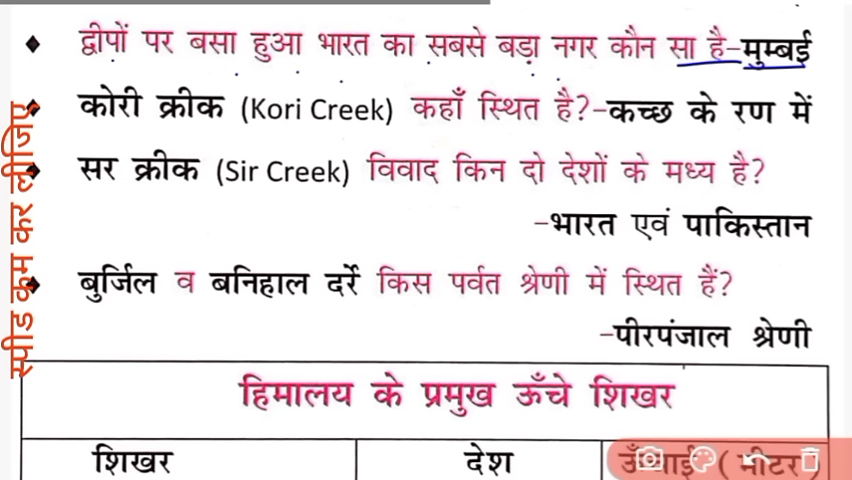 द्वीपों पर बसा हुआ भारत का सबसे बड़ा नगर कौन सा है-मुम्बई
कोरी क्रीक (Kori Creek) कहाँ स्थित है?-कच्छ के रण में
सर क्रीक (Sir Creek) विवाद किन दो देशों के मध्य है?
-भारत एवं पाकिस्तान
बुर्जिल व बनिहाल दर्रे किस पर्वत श्रेणी में स्थित हैं?
-पीरपंजाल श्रेणी
हिमालय के प्रमुख ऊँचे शिखर
शिखर देश ऊँचाई (मीटर)
स्पीड कम कर लीजिए